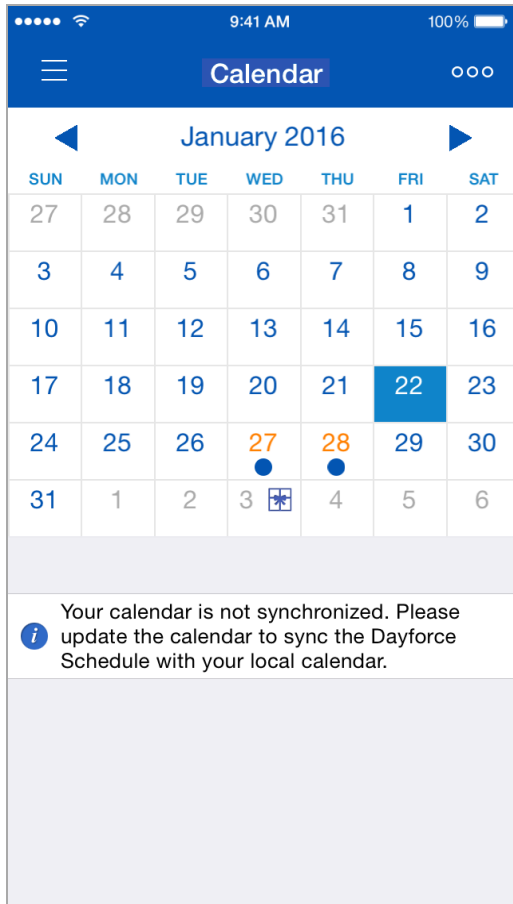 9:41 AM 100%
Calendar
January 2016
SUN MON TUE WED THU FRI SAT
27 28 29 30 31 1 2
3 4 5 6 7 8 9
10 11 12 13 14 15 16
17 18 19 20 21 22 23
24 25 26 27 28 29 30
31 1 2 3 4 5 6
i
Your calendar is not synchronized. Please
update the calendar to sync the Dayforce
Schedule with your local calendar.